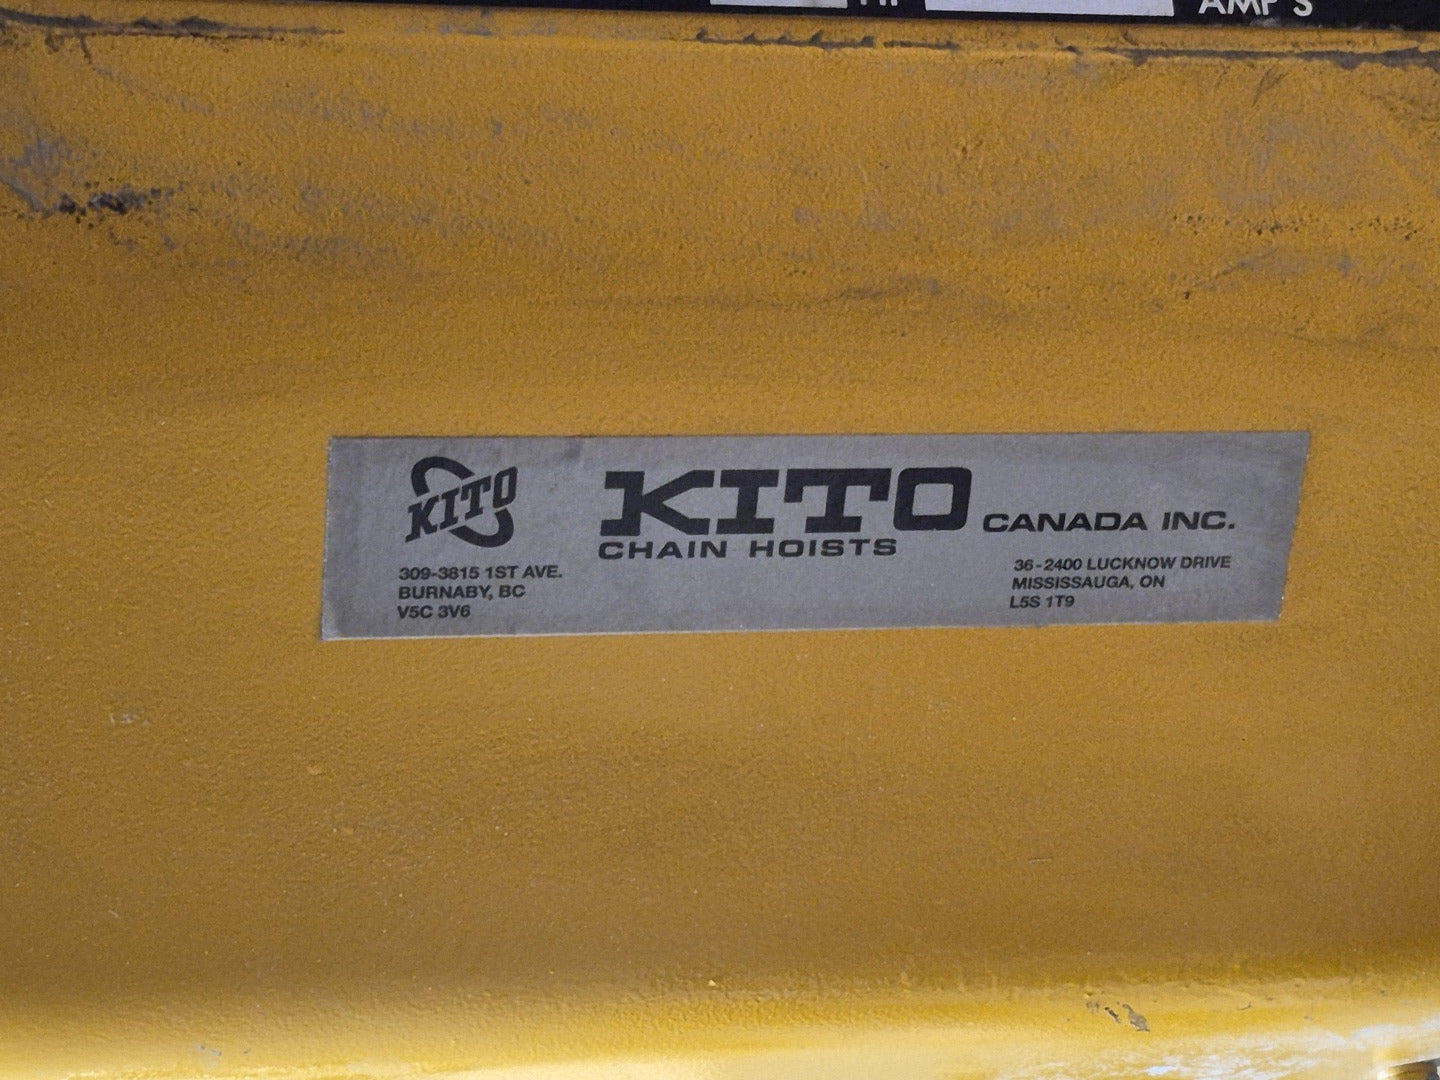 AMP S
KITO
KITO
CANADA INC.
CHAIN HOISTS
309-3815 1ST AVE.
BURNABY, BC
V5C 3V6
36-2400 LUCKNOW DRIVE
MISSISSAUGA, ON
L5S 1T9